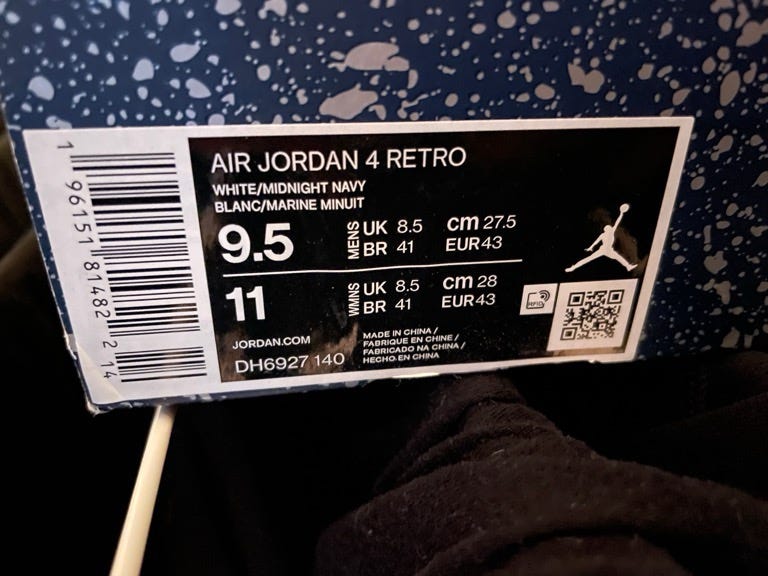 AIR JORDAN 4 RETRO
WHITE/MIDNIGHT NAVY
BLANC/MARINE MINUIT
9.5 MENS UK 8.5 cm 27.5
BR 41 EUR 43
11 WMNS UK 8.5 cm 28
BR 41 EUR 43
RFID
JORDAN.COM
DH6927 140
MADE IN CHINA /
FABRIQUE EN CHINE /
FABRICADO NA CHINA /
HECHO EN CHINA
1 96151 81482 2 14